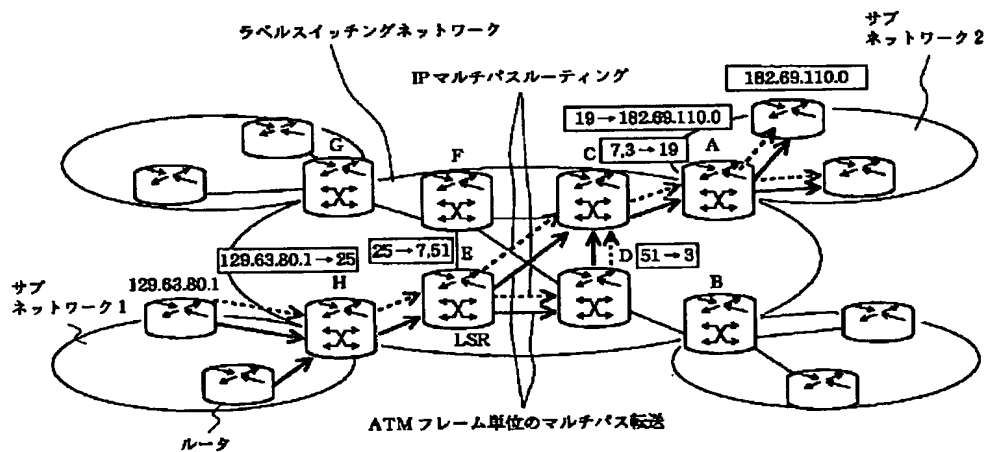 ラベルスイッチングネットワーク
サブ
ネットワーク2
IPマルチパスルーティング
182.69.110.0
19→182.69.110.0
G
F
C
7,3→19
A
25→7,51
E
D
51→3
129.63.80.1→25
サブ
ネットワーク1
129.63.80.1
H
B
LSR
ATMフレーム単位のマルチパス転送
ルータ